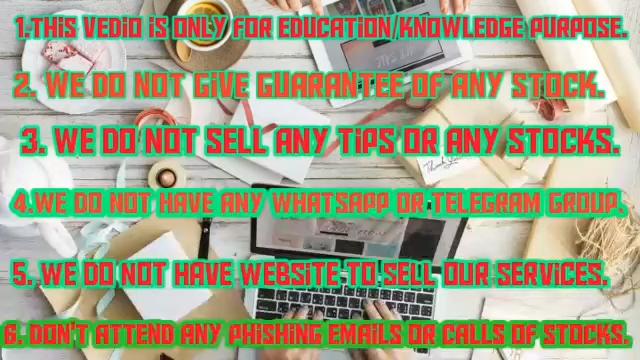 1.THIS VEDIO IS ONLY FOR EDUCATION/KNOWLEDGE PURPOSE.
2. WE DO NOT GIVE GUARANTEE OF ANY STOCK.
3. WE DO NOT SELL ANY TIPS OR ANY STOCKS.
4.WE DO NOT HAVE ANY WHATSAPP OR TELEGRAM GROUP.
5. WE DO NOT HAVE WEBSITE TO SELL OUR SERVICES.
6. DON'T ATTEND ANY PHISHING EMAILS OR CALLS OF STOCKS.